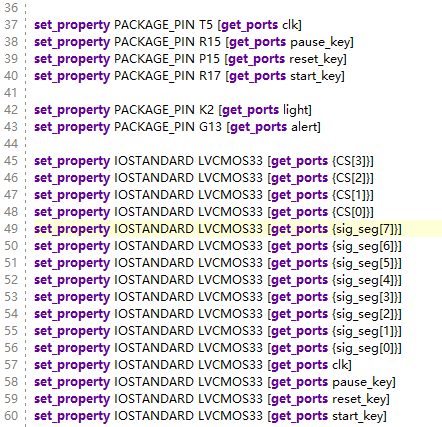 36
37 set_property PACKAGE_PIN T5 [get_ports clk]
38 set_property PACKAGE_PIN R15 [get_ports pause_key]
39 set_property PACKAGE_PIN P15 [get_ports reset_key]
40 set_property PACKAGE_PIN R17 [get_ports start_key]
41
42 set_property PACKAGE_PIN K2 [get_ports light]
43 set_property PACKAGE_PIN G13 [get_ports alert]
44
45 set_property IOSTANDARD LVCMOS33 [get_ports {CS[3]}]
46 set_property IOSTANDARD LVCMOS33 [get_ports {CS[2]}]
47 set_property IOSTANDARD LVCMOS33 [get_ports {CS[1]}]
48 set_property IOSTANDARD LVCMOS33 [get_ports {CS[0]}]
49 set_property IOSTANDARD LVCMOS33 [get_ports {sig_seg[7]}]
50 set_property IOSTANDARD LVCMOS33 [get_ports {sig_seg[6]}]
51 set_property IOSTANDARD LVCMOS33 [get_ports {sig_seg[5]}]
52 set_property IOSTANDARD LVCMOS33 [get_ports {sig_seg[4]}]
53 set_property IOSTANDARD LVCMOS33 [get_ports {sig_seg[3]}]
54 set_property IOSTANDARD LVCMOS33 [get_ports {sig_seg[2]}]
55 set_property IOSTANDARD LVCMOS33 [get_ports {sig_seg[1]}]
56 set_property IOSTANDARD LVCMOS33 [get_ports {sig_seg[0]}]
57 set_property IOSTANDARD LVCMOS33 [get_ports clk]
58 set_property IOSTANDARD LVCMOS33 [get_ports pause_key]
59 set_property IOSTANDARD LVCMOS33 [get_ports reset_key]
60 set_property IOSTANDARD LVCMOS33 [get_ports start_key]